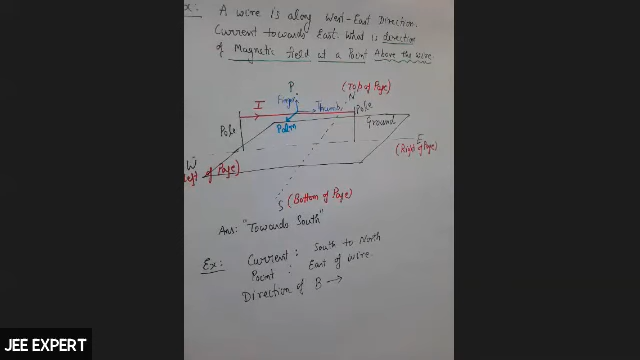 x: A wire is along West-East Direction.
Current towards East. What is direction
of Magnetic field at a Point Above the wire
P
N
(Top of Page)
I
Finger
Thumb
Pole
Pole
Palm
Ground
W
E
(Right of Page)
Left of Page)
S (Bottom of Page)
Ans: "Towards South"
Ex: Current: South to North
Point: East of Wire
Direction of B →
JEE EXPERT